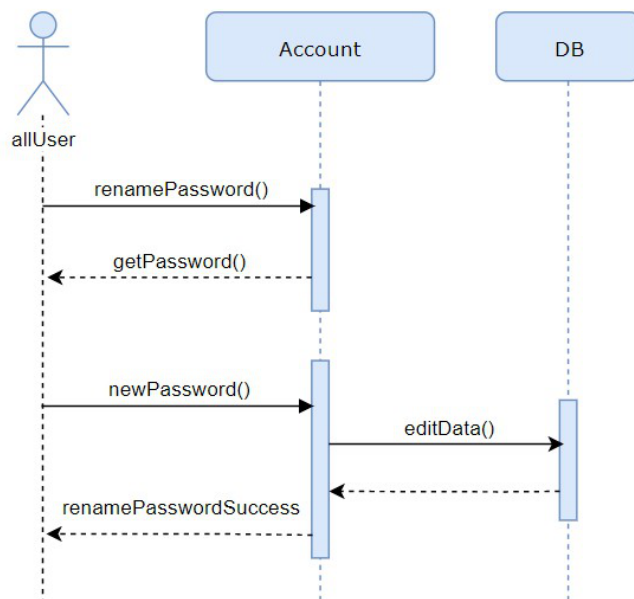 Account
DB
allUser
renamePassword()
getPassword()
newPassword()
editData()
renamePasswordSuccess